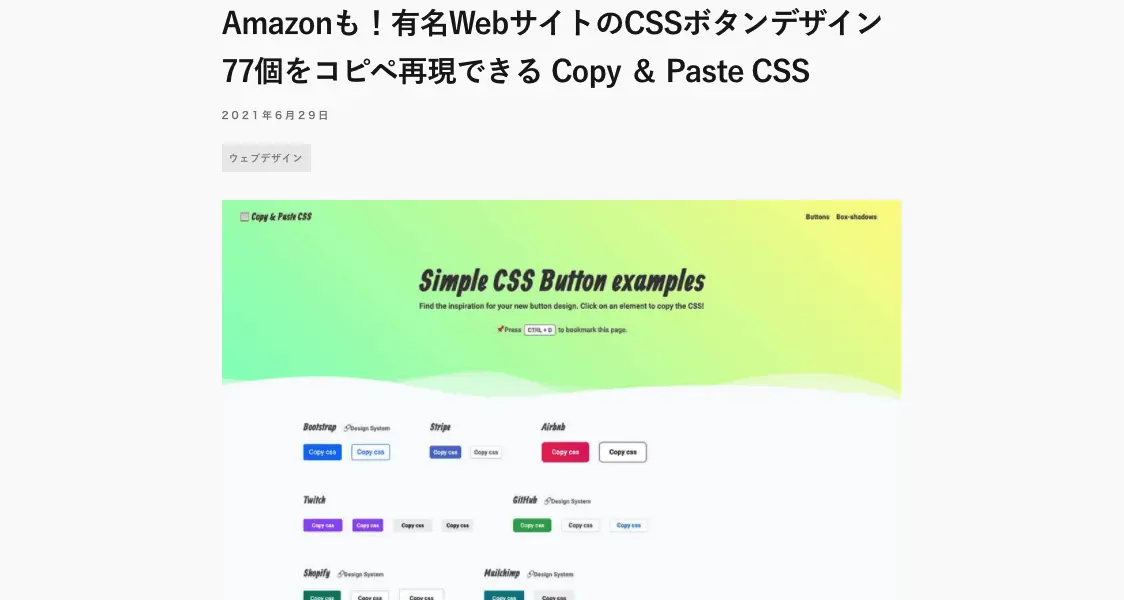 Amazonも！有名WebサイトのCSSボタンデザイン
77個をコピペ再現できる Copy ＆ Paste CSS
2021年6月29日
ウェブデザイン
Copy & Paste CSS
Buttons Box-shadows
Simple CSS Button examples
Find the inspiration for your new button design. Click on an element to copy the CSS!
Press CTRL + D to bookmark this page.
Bootstrap Design System Stripe Airbnb
Copy css Copy css Copy css Copy css Copy css Copy css
Twitch GitHub Design System
Copy css Copy css Copy css Copy css Copy css Copy css Copy css
Shopify Design System Mailchimp Design System
Copy css Copy css Copy css Copy css Copy css